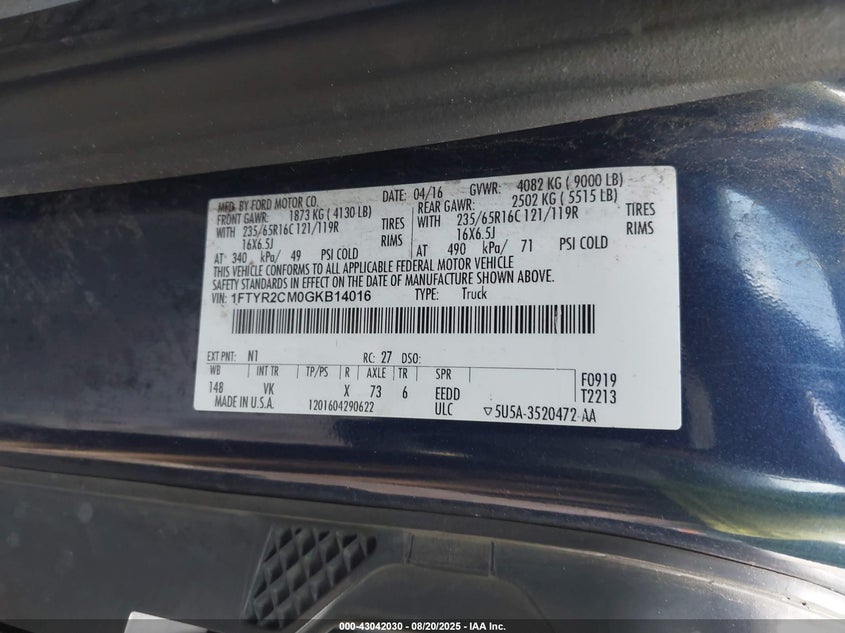 MFD. BY FORD MOTOR CO. DATE: 04/16 GVWR: 4082 KG ( 9000 LB)
FRONT GAWR: 1873 KG ( 4130 LB) REAR GAWR: 2502 KG ( 5515 LB)
WITH 235/65R16C 121/119R TIRES 235/65R16C 121/119R TIRES
16X6.5J RIMS WITH 16X6.5J RIMS
AT 340 kPa/ 49 PSI COLD AT 490 kPa/ 71 PSI COLD
THIS VEHICLE CONFORMS TO ALL APPLICABLE FEDERAL MOTOR VEHICLE
SAFETY STANDARDS IN EFFECT ON THE DATE OF MANUFACTURE SHOWN ABOVE.
VIN: 1FTYR2CM0GKB14016 TYPE: Truck
EXT PNT: N1 RC: 27 DSO:
WB INT TR TP/PS R AXLE TR SPR F0919
148 VK X 73 6 EEDD T2213
MADE IN U.S.A. 1201604290622 ULC ▽5U5A-3520472-AA
000-43042030 - 08/20/2025 - IAA Inc.